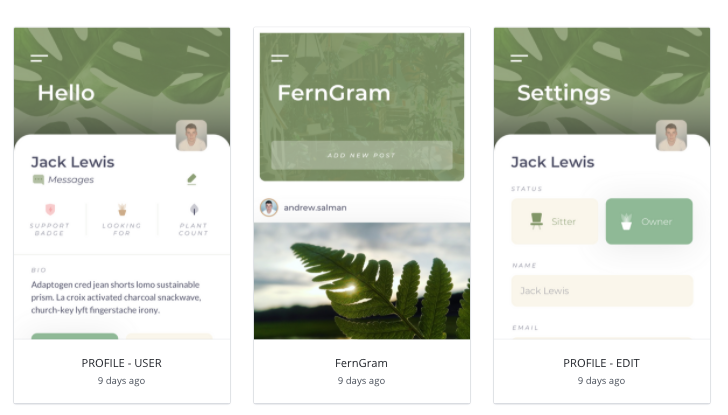 Hello
Jack Lewis
Messages
SUPPORT BADGE
LOOKING FOR
PLANT COUNT
BIO
Adaptogen cred jean shorts lomo sustainable
prism. La croix activated charcoal snackwave,
church-key lyft fingerstache irony.
PROFILE - USER
9 days ago
FernGram
ADD NEW POST
andrew.salman
FernGram
9 days ago
Settings
Jack Lewis
STATUS
Sitter
Owner
NAME
Jack Lewis
EMAIL
PROFILE - EDIT
9 days ago